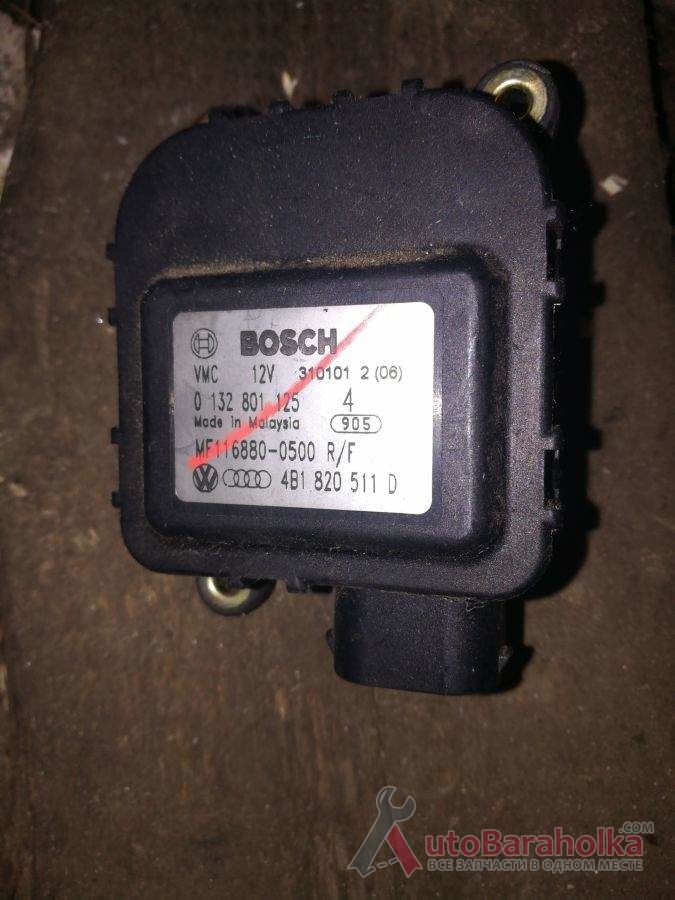 BOSCH
VMC 12V 310101 2 (06)
0 132 801 125 4
Made in Malaysia 905
MF116880-0500 R/F
4B1 820 511 D
AutoBaraholka.COM
ВСЕ ЗАПЧАСТИ В ОДНОМ МЕСТЕ